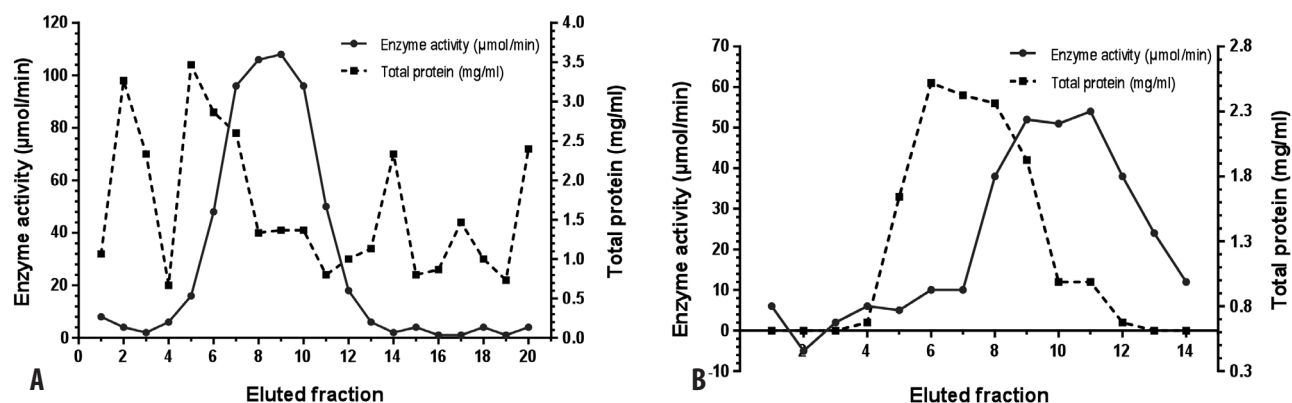 120
100
80
60
40
20
0
Enzyme activity (µmol/min)
4.0
3.5
3.0
2.5
2.0
1.5
1.0
0.5
0.0
Total protein (mg/ml)
Enzyme activity (µmol/min)
Total protein (mg/ml)
0 2 4 6 8 10 12 14 16 18 20
Eluted fraction
A
70
60
50
40
30
20
10
0
-10
Enzyme activity (µmol/min)
2.8
2.3
1.8
1.3
0.8
0.3
Total protein (mg/ml)
Enzyme activity (µmol/min)
Total protein (mg/ml)
2 4 6 8 10 12 14
Eluted fraction
B